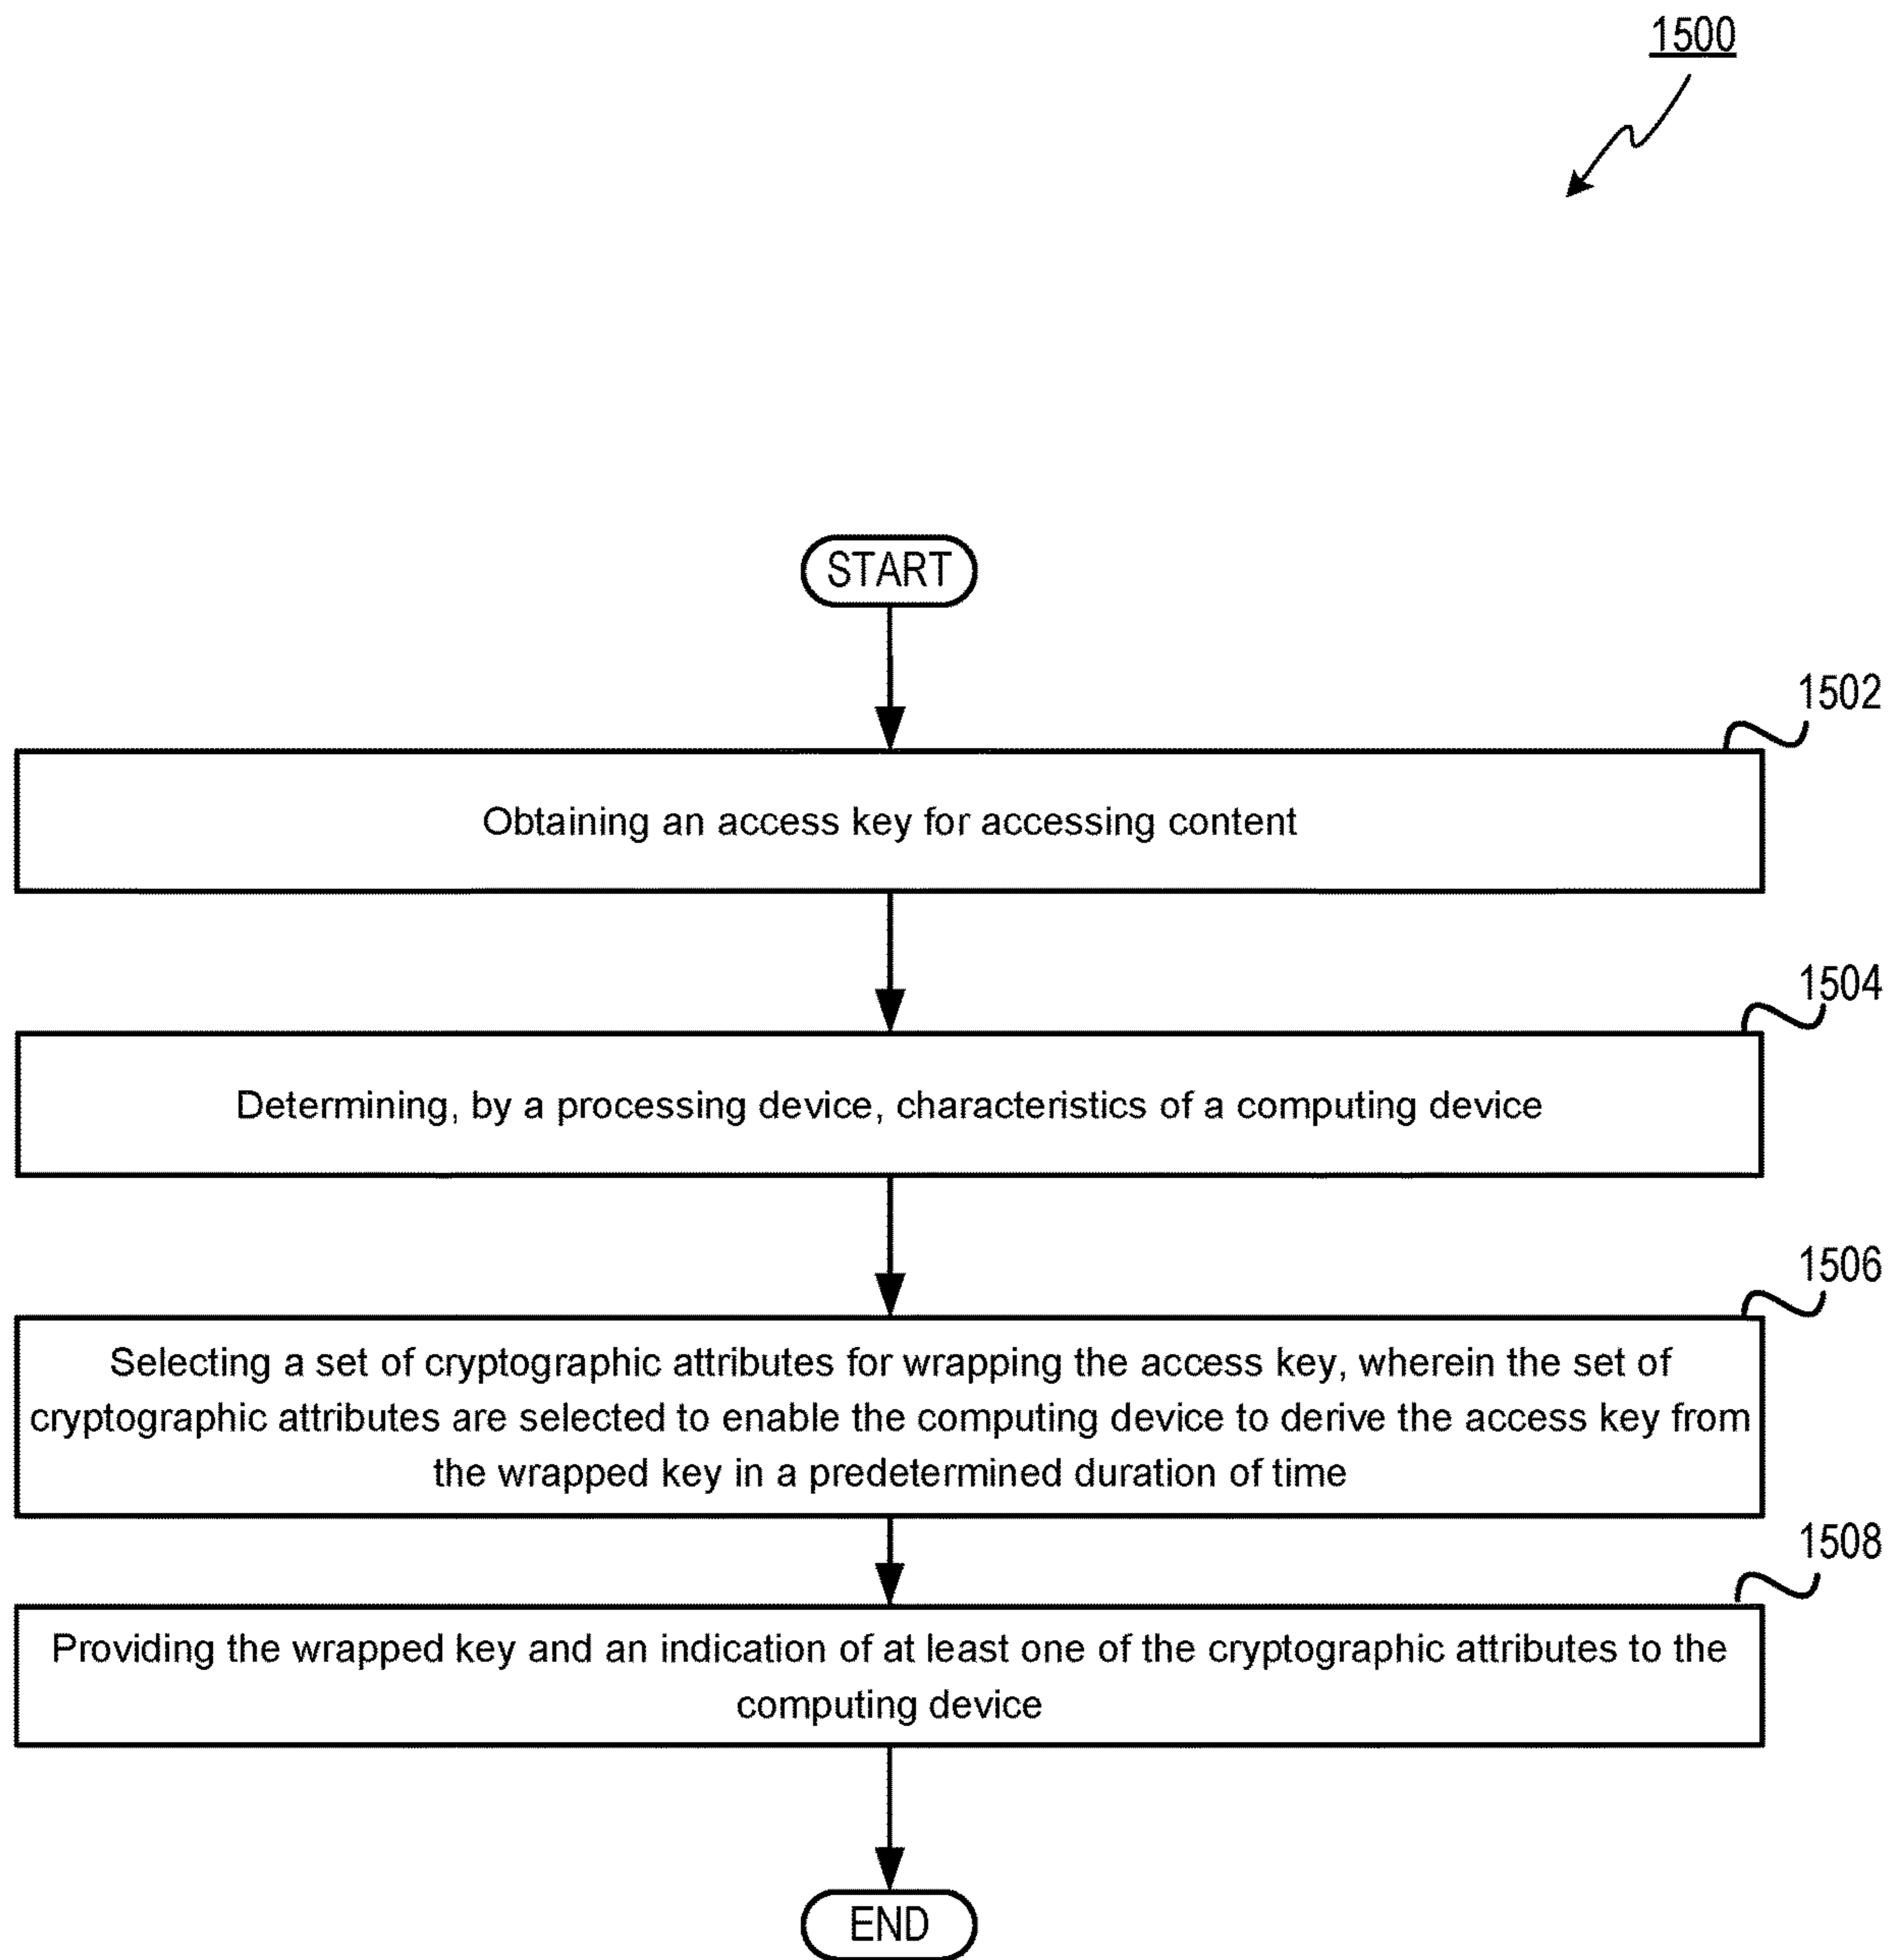 1500
START
1502
Obtaining an access key for accessing content
1504
Determining, by a processing device, characteristics of a computing device
1506
Selecting a set of cryptographic attributes for wrapping the access key, wherein the set of
cryptographic attributes are selected to enable the computing device to derive the access key from
the wrapped key in a predetermined duration of time
1508
Providing the wrapped key and an indication of at least one of the cryptographic attributes to the
computing device
END